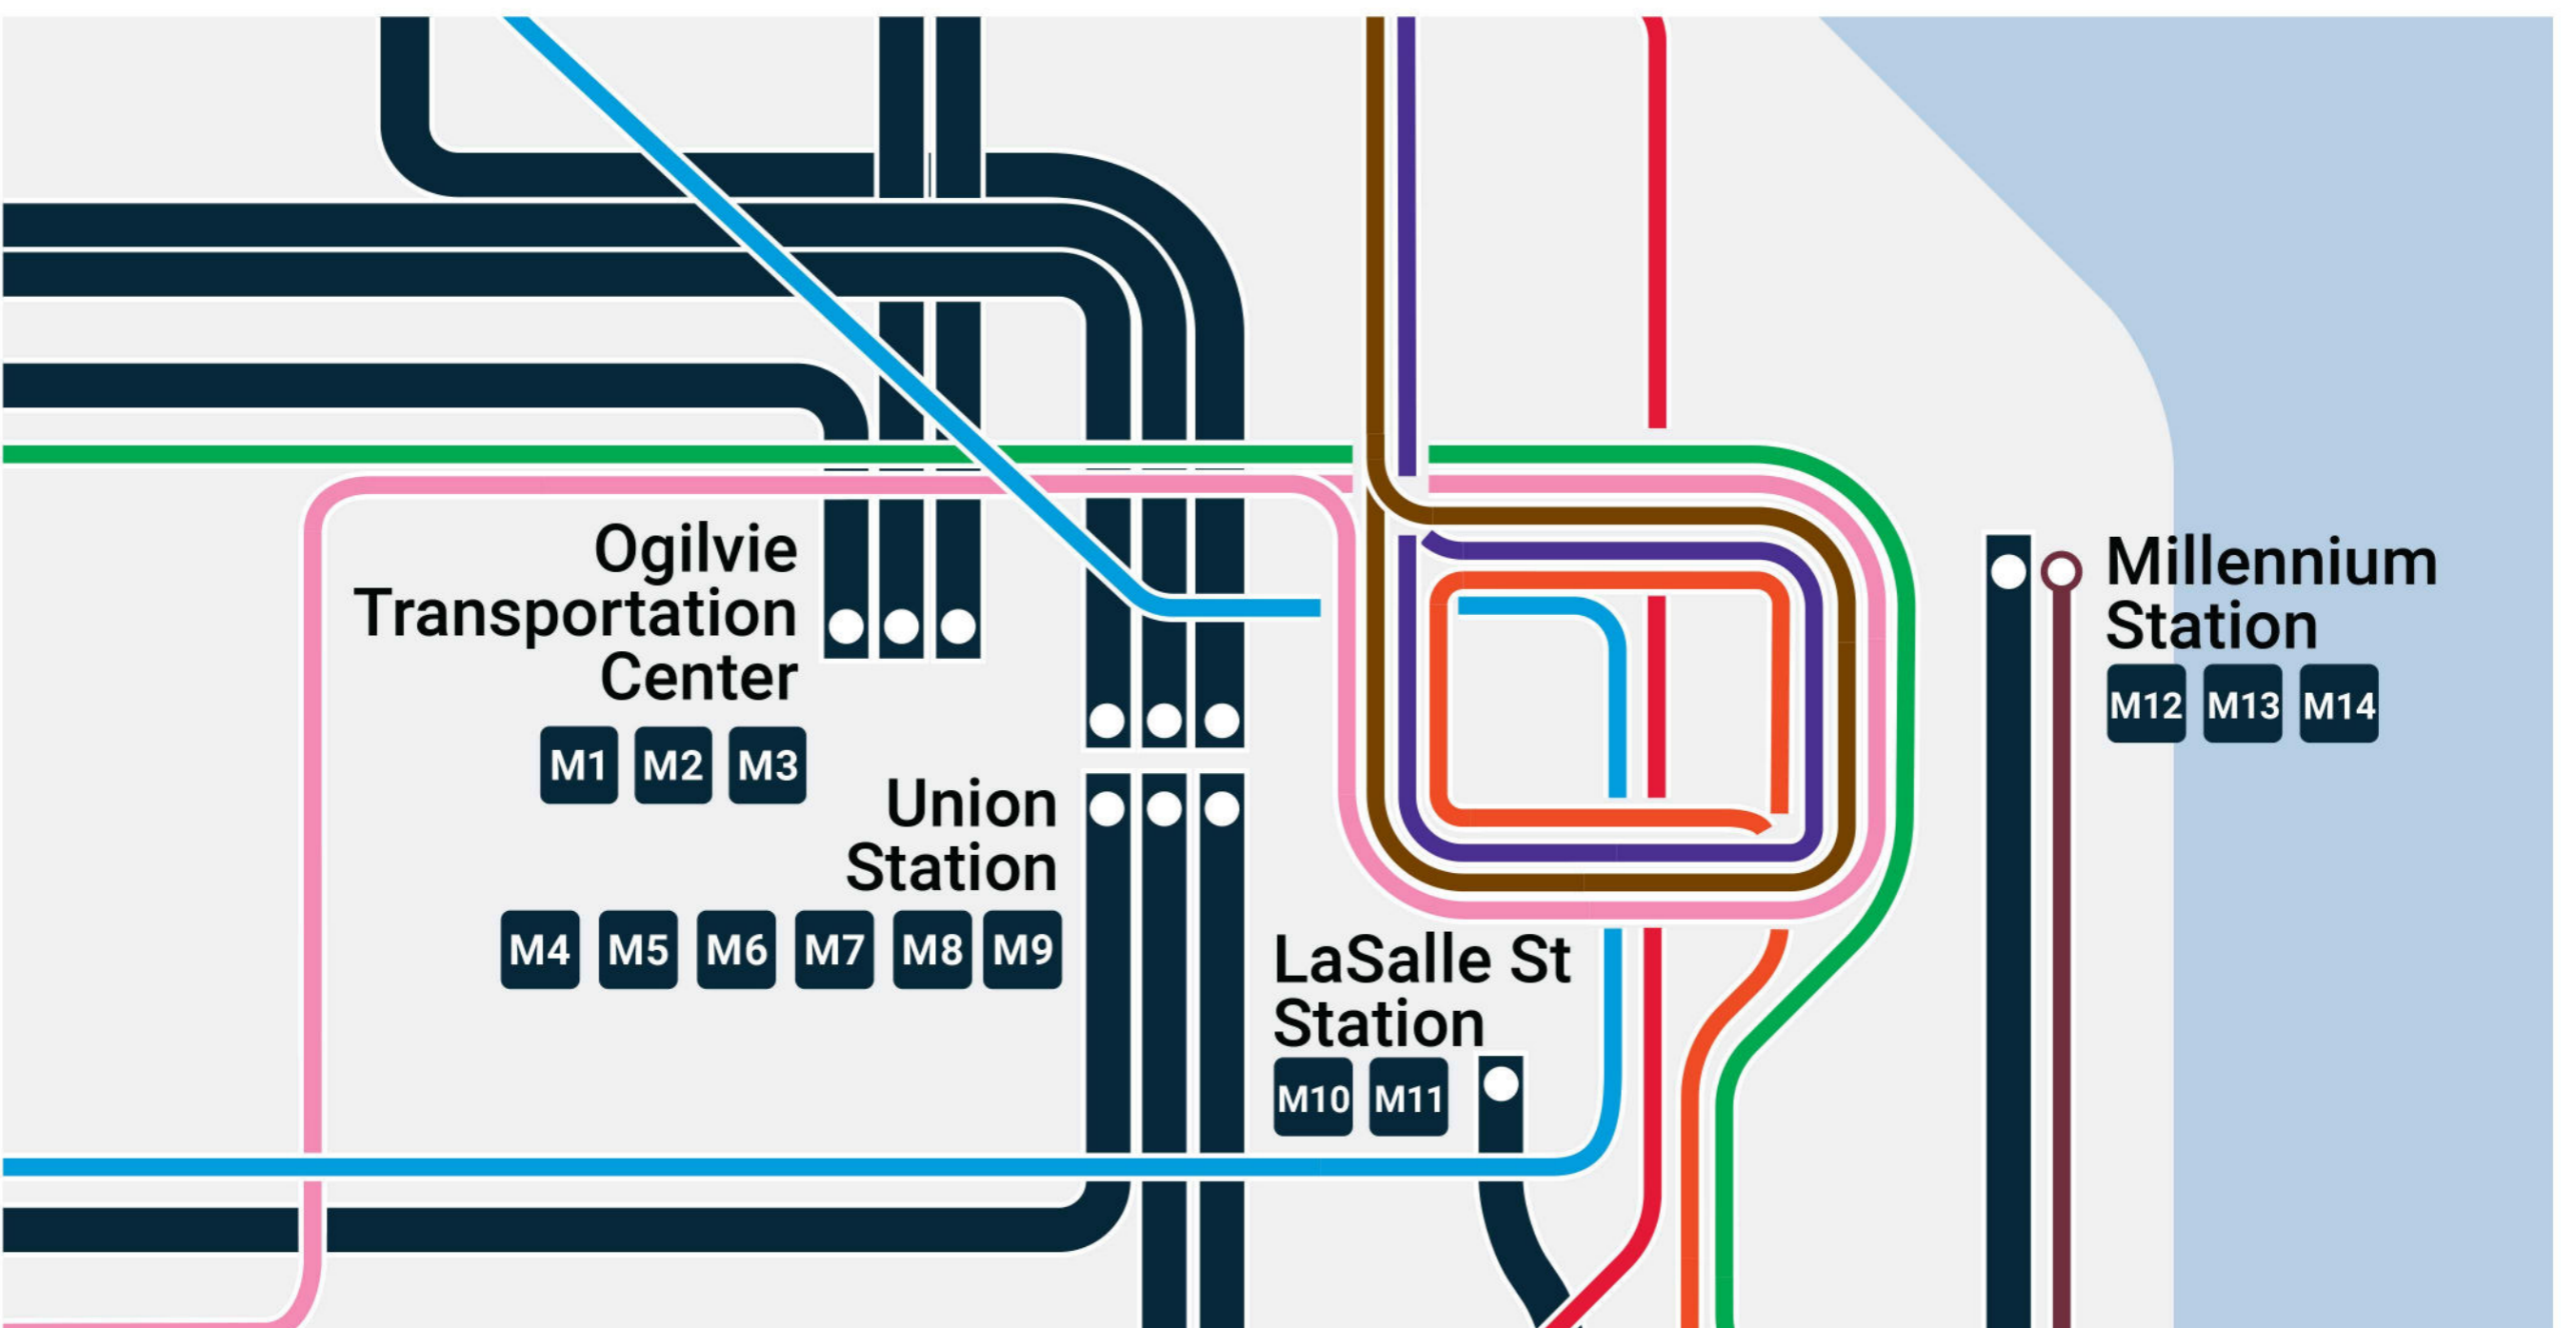 Ogilvie
Transportation
Center
M1 M2 M3
Union
Station
M4 M5 M6 M7 M8 M9
LaSalle St
Station
M10 M11
Millennium
Station
M12 M13 M14